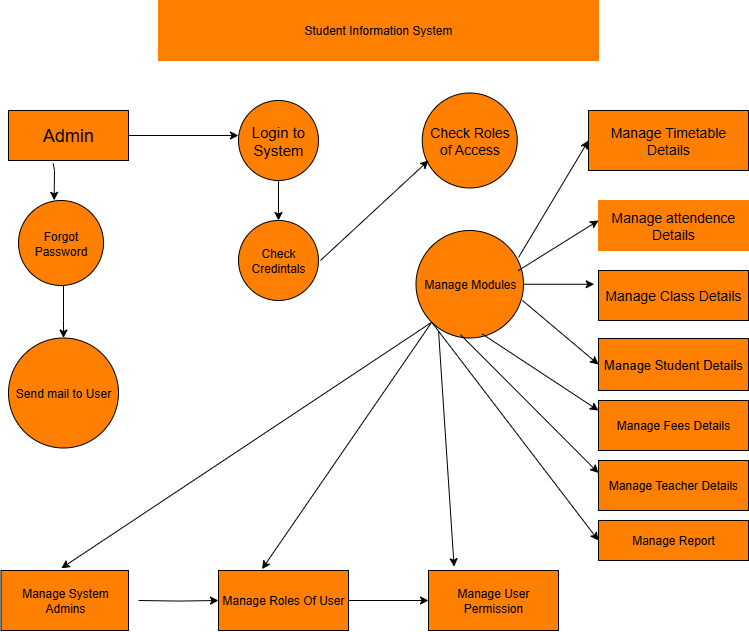 Student Information System
Admin
Login to
System
Check Roles
of Access
Manage Timetable
Details
Forgot
Password
Check
Credintals
Manage attendence
Details
Manage Modules
Manage Class Details
Send mail to User
Manage Student Details
Manage Fees Details
Manage Teacher Details
Manage Report
Manage System
Admins
Manage Roles Of User
Manage User
Permission